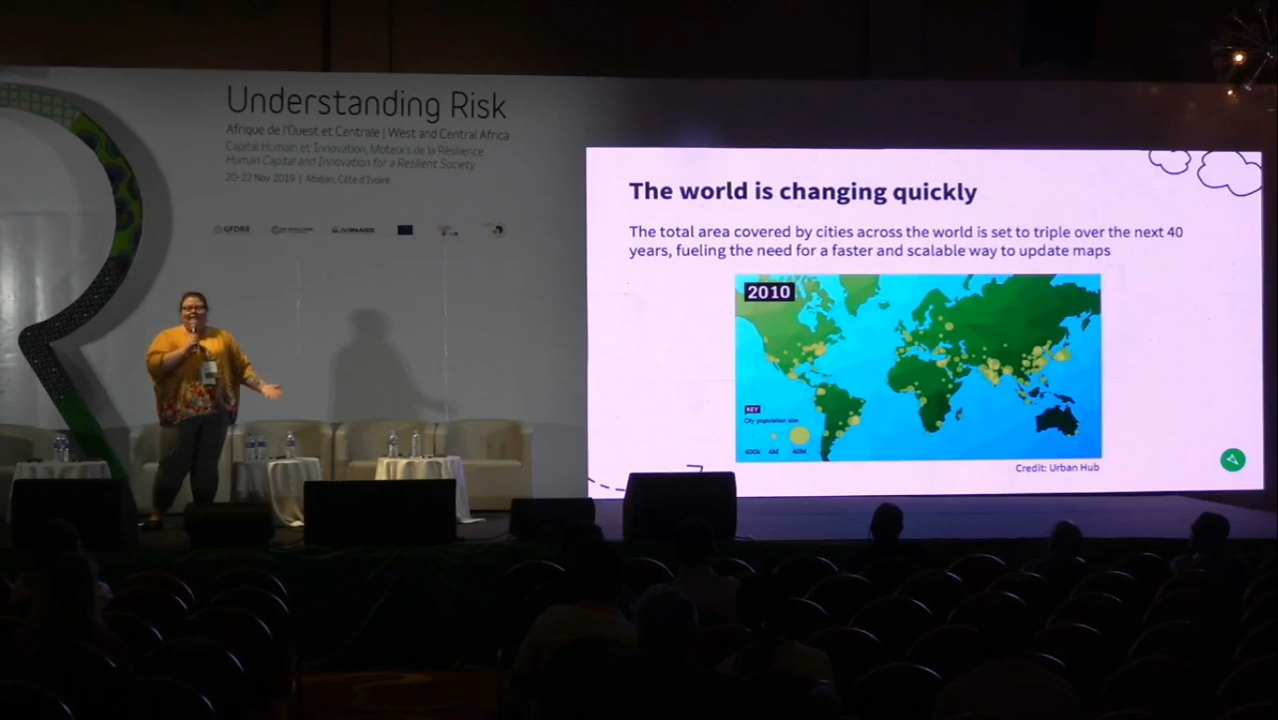 Understanding Risk
Afrique de l'Ouest et Centrale | West and Central Africa
Capital Humain et Innovation, Moteurs de la Résilience
Human Capital and Innovation for a Resilient Society
20-22 Nov 2019 | Abidjan, Côte d'Ivoire
GFDRR
The world is changing quickly
The total area covered by cities across the world is set to triple over the next 40
years, fueling the need for a faster and scalable way to update maps
2010
KEY
City population size
400k 4M 40M
Credit: Urban Hub